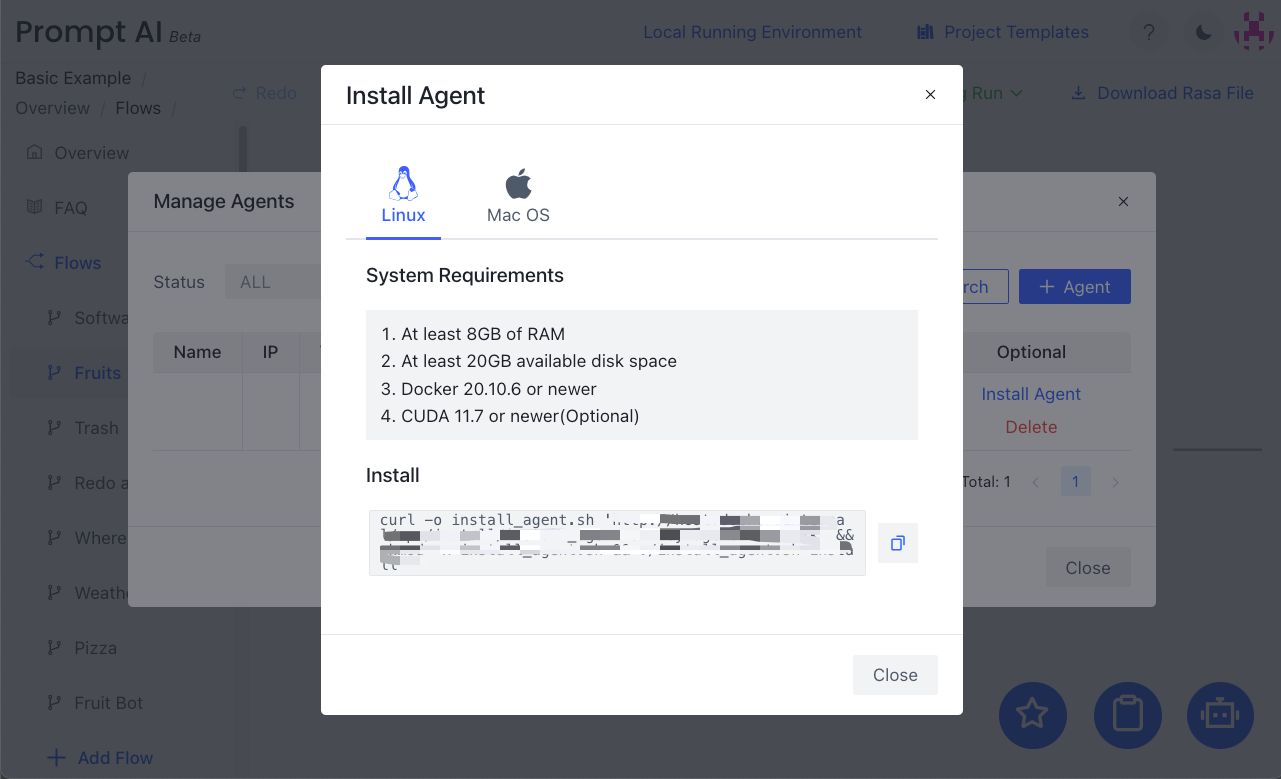 Prompt AI Beta
Local Running Environment
Project Templates
?
Basic Example /
Overview / Flows /
Redo
Run
Download Rasa File
Overview
FAQ
Flows
Softwa
Fruits
Trash
Redo a
Where
Weathe
Pizza
Fruit Bot
Add Flow
Manage Agents
Status
ALL
rch
+ Agent
Name
IP
Optional
Install Agent
Delete
Total: 1
1
Close
Install Agent
Linux
Mac OS
System Requirements
1. At least 8GB of RAM
2. At least 20GB available disk space
3. Docker 20.10.6 or newer
4. CUDA 11.7 or newer(Optional)
Install
curl -o install_agent.sh
&&
Close